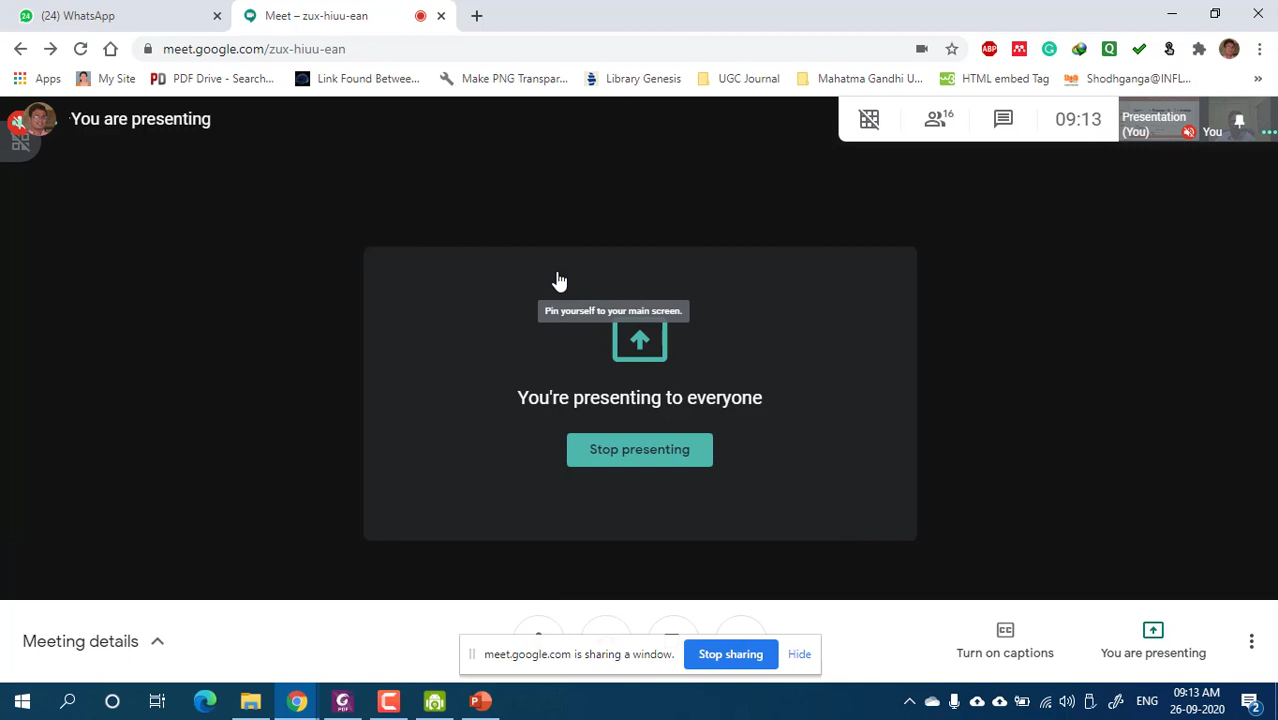 (24) WhatsApp
Meet – zux-hiuu-ean
meet.google.com/zux-hiuu-ean
Apps
My Site
PDF Drive - Search...
Link Found Betwee...
Make PNG Transpar...
Library Genesis
UGC Journal
Mahatma Gandhi U...
HTML embed Tag
Shodhganga@INFL...
You are presenting
16
09:13
Presentation
(You)
You
Pin yourself to your main screen.
You're presenting to everyone
Stop presenting
Meeting details
meet.google.com is sharing a window.
Stop sharing
Hide
Turn on captions
You are presenting
ENG
09:13 AM
26-09-2020
2